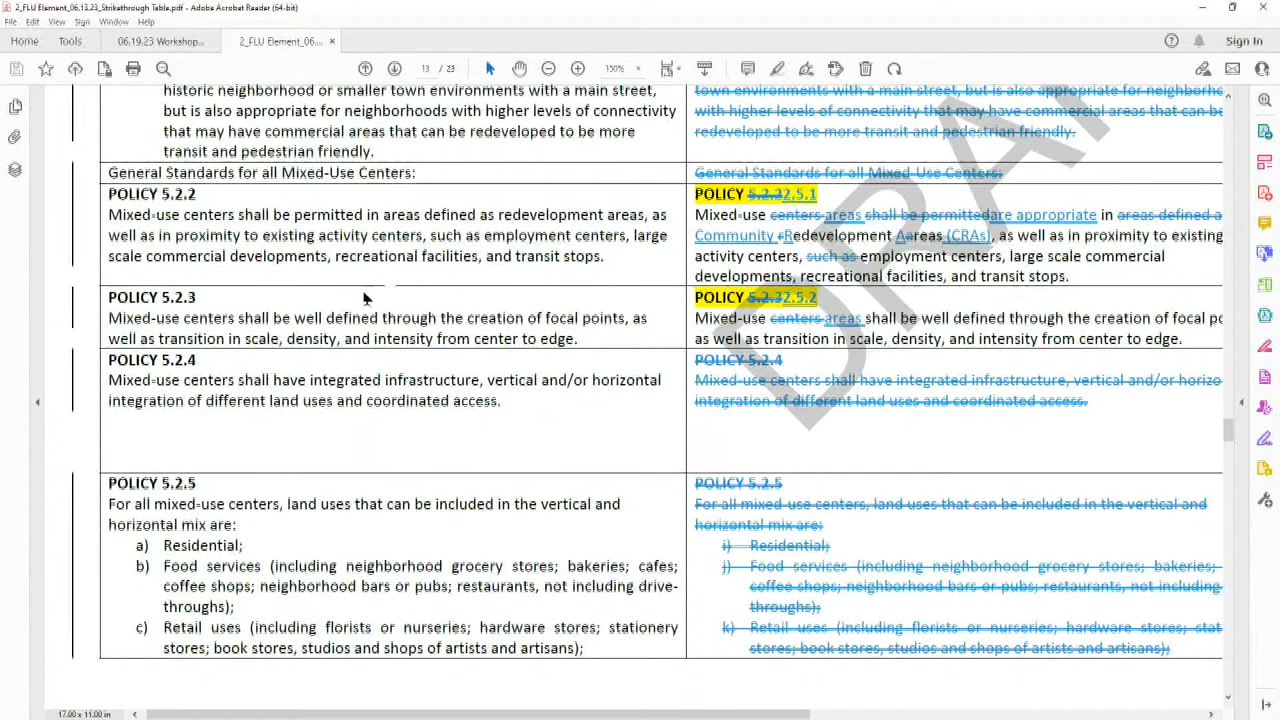 2_FLU Element_06.13.23_Strikethrough Table.pdf - Adobe Acrobat Reader (64-bit)
File Edit View Sign Window Help
Home Tools 06.19.23 Workshop... 2_FLU Element_06... × Sign In
13 / 23 150%
historic neighborhood or smaller town environments with a main street,
but is also appropriate for neighborhoods with higher levels of connectivity
that may have commercial areas that can be redeveloped to be more
transit and pedestrian friendly.
town environments with a main street, but is also appropriate for neighborho
with higher levels of connectivity that may have commercial areas that can be
redeveloped to be more transit and pedestrian friendly.
General Standards for all Mixed-Use Centers:
General Standards for all Mixed-Use Centers:
POLICY 5.2.2
Mixed-use centers shall be permitted in areas defined as redevelopment areas, as
well as in proximity to existing activity centers, such as employment centers, large
scale commercial developments, recreational facilities, and transit stops.
POLICY 5.2.22.5.1
Mixed-use centers areas shall be permittedare appropriate in areas defined a
Community rRedevelopment Aareas (CRAs), as well as in proximity to existing
activity centers, such as employment centers, large scale commercial
developments, recreational facilities, and transit stops.
POLICY 5.2.3
Mixed-use centers shall be well defined through the creation of focal points, as
well as transition in scale, density, and intensity from center to edge.
POLICY 5.2.32.5.2
Mixed-use centers areas shall be well defined through the creation of focal po
as well as transition in scale, density, and intensity from center to edge.
POLICY 5.2.4
Mixed-use centers shall have integrated infrastructure, vertical and/or horizontal
integration of different land uses and coordinated access.
POLICY 5.2.4
Mixed-use centers shall have integrated infrastructure, vertical and/or horizo
integration of different land uses and coordinated access.
POLICY 5.2.5
For all mixed-use centers, land uses that can be included in the vertical and
horizontal mix are:
a) Residential;
b) Food services (including neighborhood grocery stores; bakeries; cafes;
coffee shops; neighborhood bars or pubs; restaurants, not including drive-
throughs);
c) Retail uses (including florists or nurseries; hardware stores; stationery
stores; book stores, studios and shops of artists and artisans);
POLICY 5.2.5
For all mixed-use centers, land uses that can be included in the vertical and
horizontal mix are:
i) Residential;
j) Food services (including neighborhood grocery stores; bakeries;
coffee shops; neighborhood bars or pubs; restaurants, not including
throughs);
k) Retail uses (including florists or nurseries; hardware stores; stat
stores; book stores, studios and shops of artists and artisans);
DRA
17.00 x 11.00 in